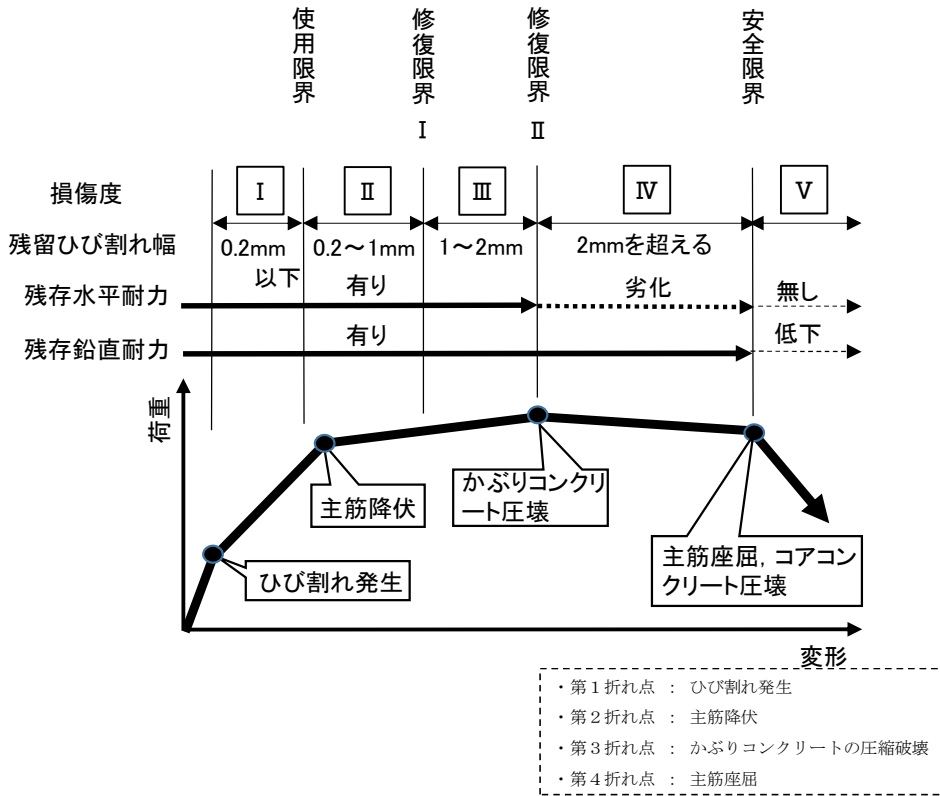 使用限界
修復限界Ⅰ
修復限界Ⅱ
安全限界
損傷度
Ⅰ
Ⅱ
Ⅲ
Ⅳ
Ⅴ
残留ひび割れ幅
0.2mm
以下
0.2～1mm
1～2mm
2mmを超える
残存水平耐力
有り
劣化
無し
残存鉛直耐力
有り
低下
荷重
主筋降伏
かぶりコンクリ
ート圧壊
ひび割れ発生
主筋座屈，コアコン
クリート圧壊
変形
・第１折れ点 ： ひび割れ発生
・第２折れ点 ： 主筋降伏
・第３折れ点 ： かぶりコンクリートの圧縮破壊
・第４折れ点 ： 主筋座屈